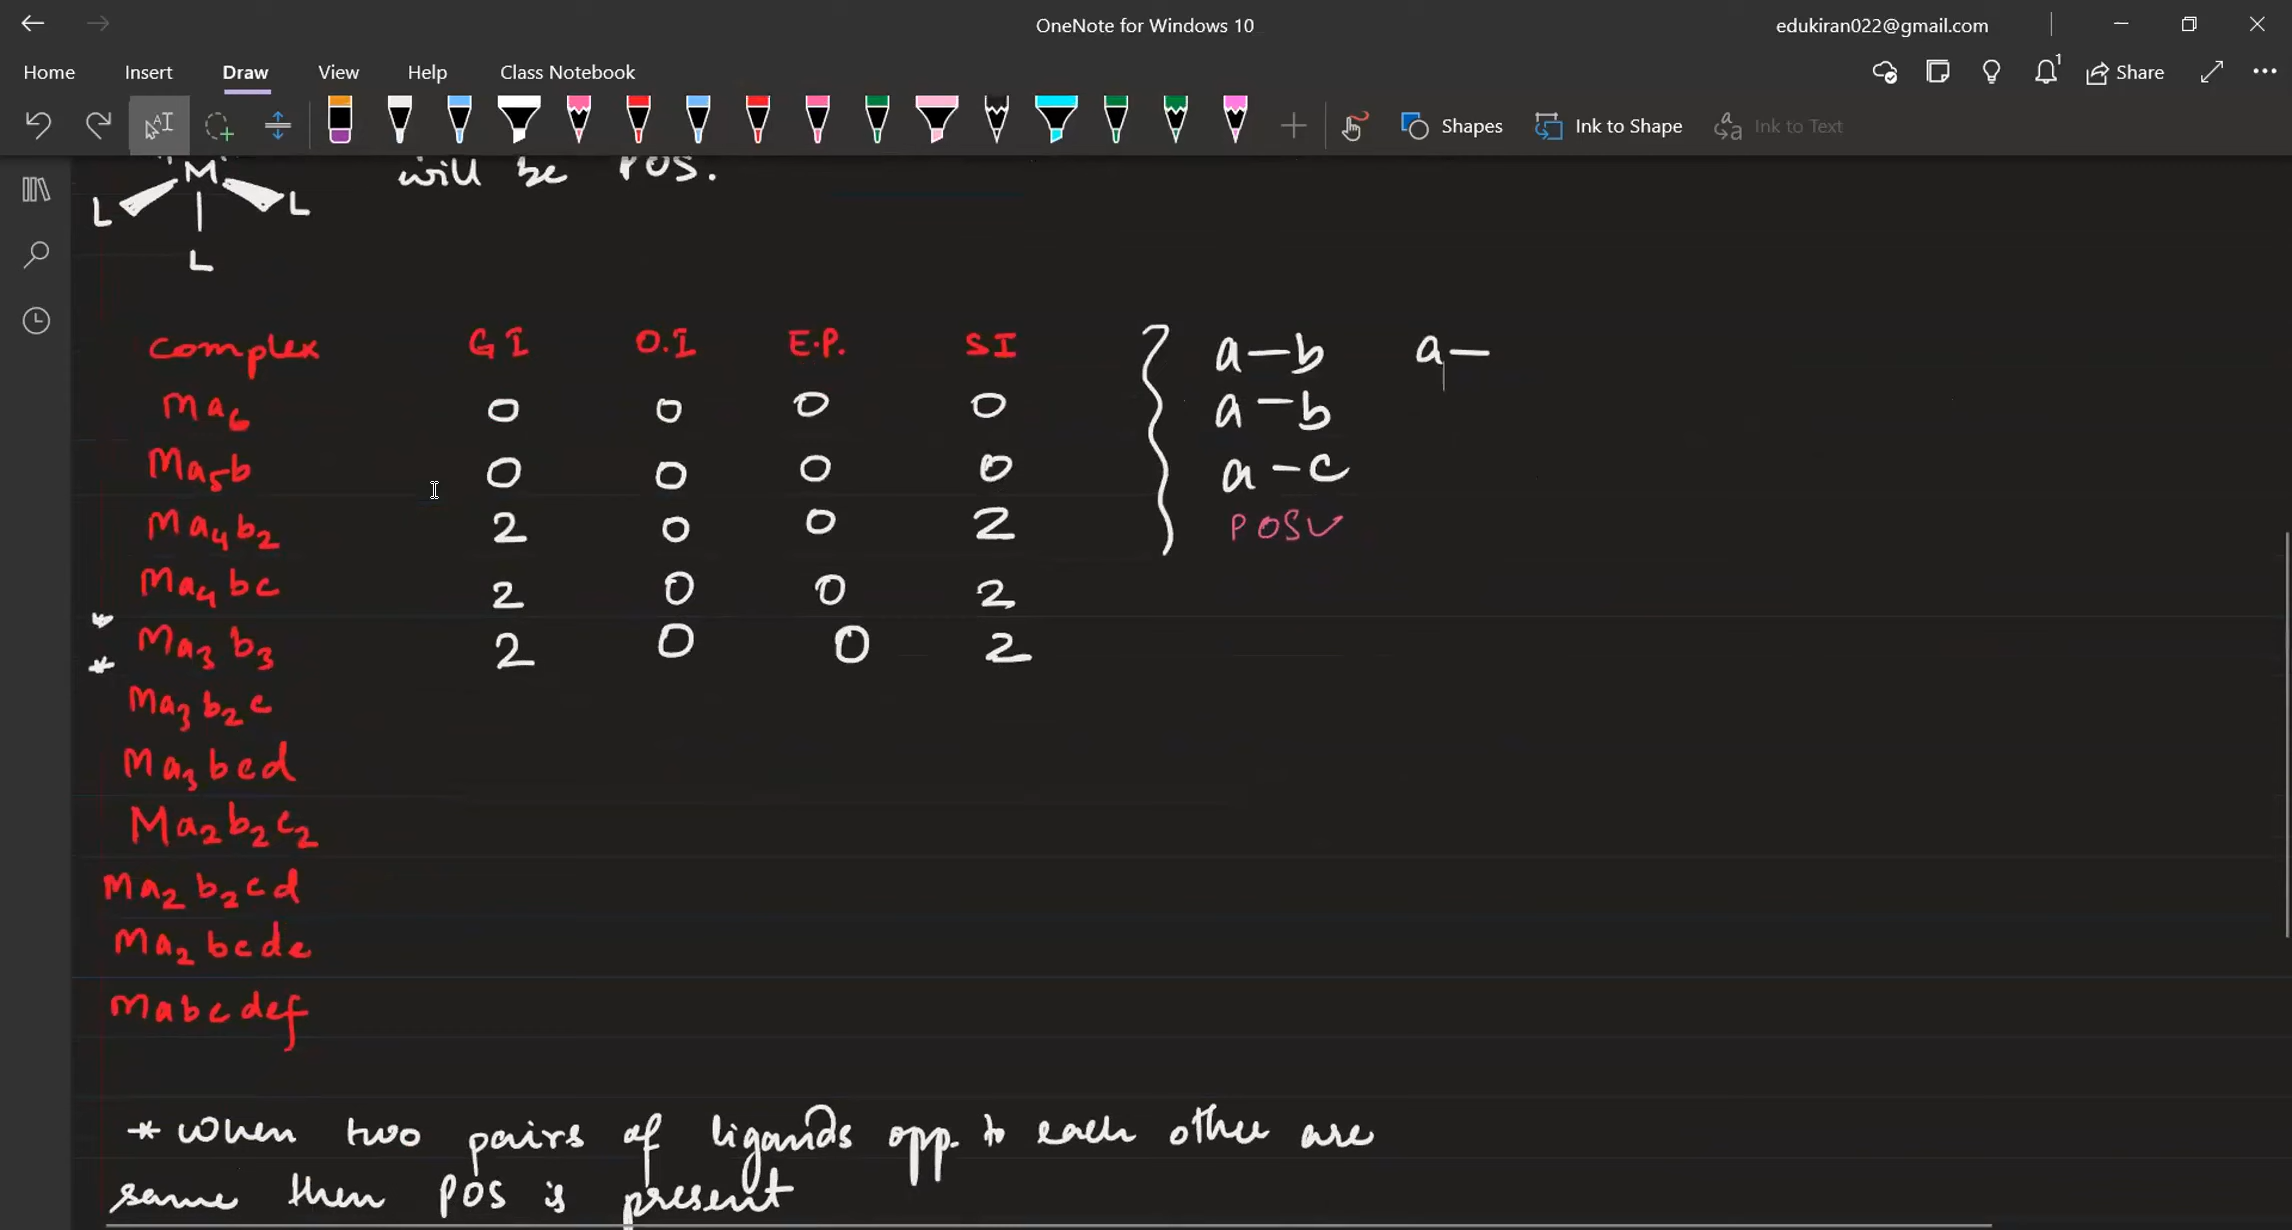 OneNote for Windows 10
edukiran022@gmail.com
Home Insert Draw View Help Class Notebook
Share
Shapes Ink to Shape Ink to Text
M will be POS.
L L
L
complex GI O.I E.P. SI
Ma6 0 0 0 0
Ma5b 0 0 0 0
Ma4b2 2 0 0 2
Ma4bc 2 0 0 2
* Ma3b3 2 0 0 2
*
Ma3b2c
Ma3bcd
Ma2b2c2
Ma2b2cd
Ma2bcde
Mabcdef
a-b a-
a-b
a-c
POS✓
* when two pairs of ligands opp. to each other are
same then POS is present